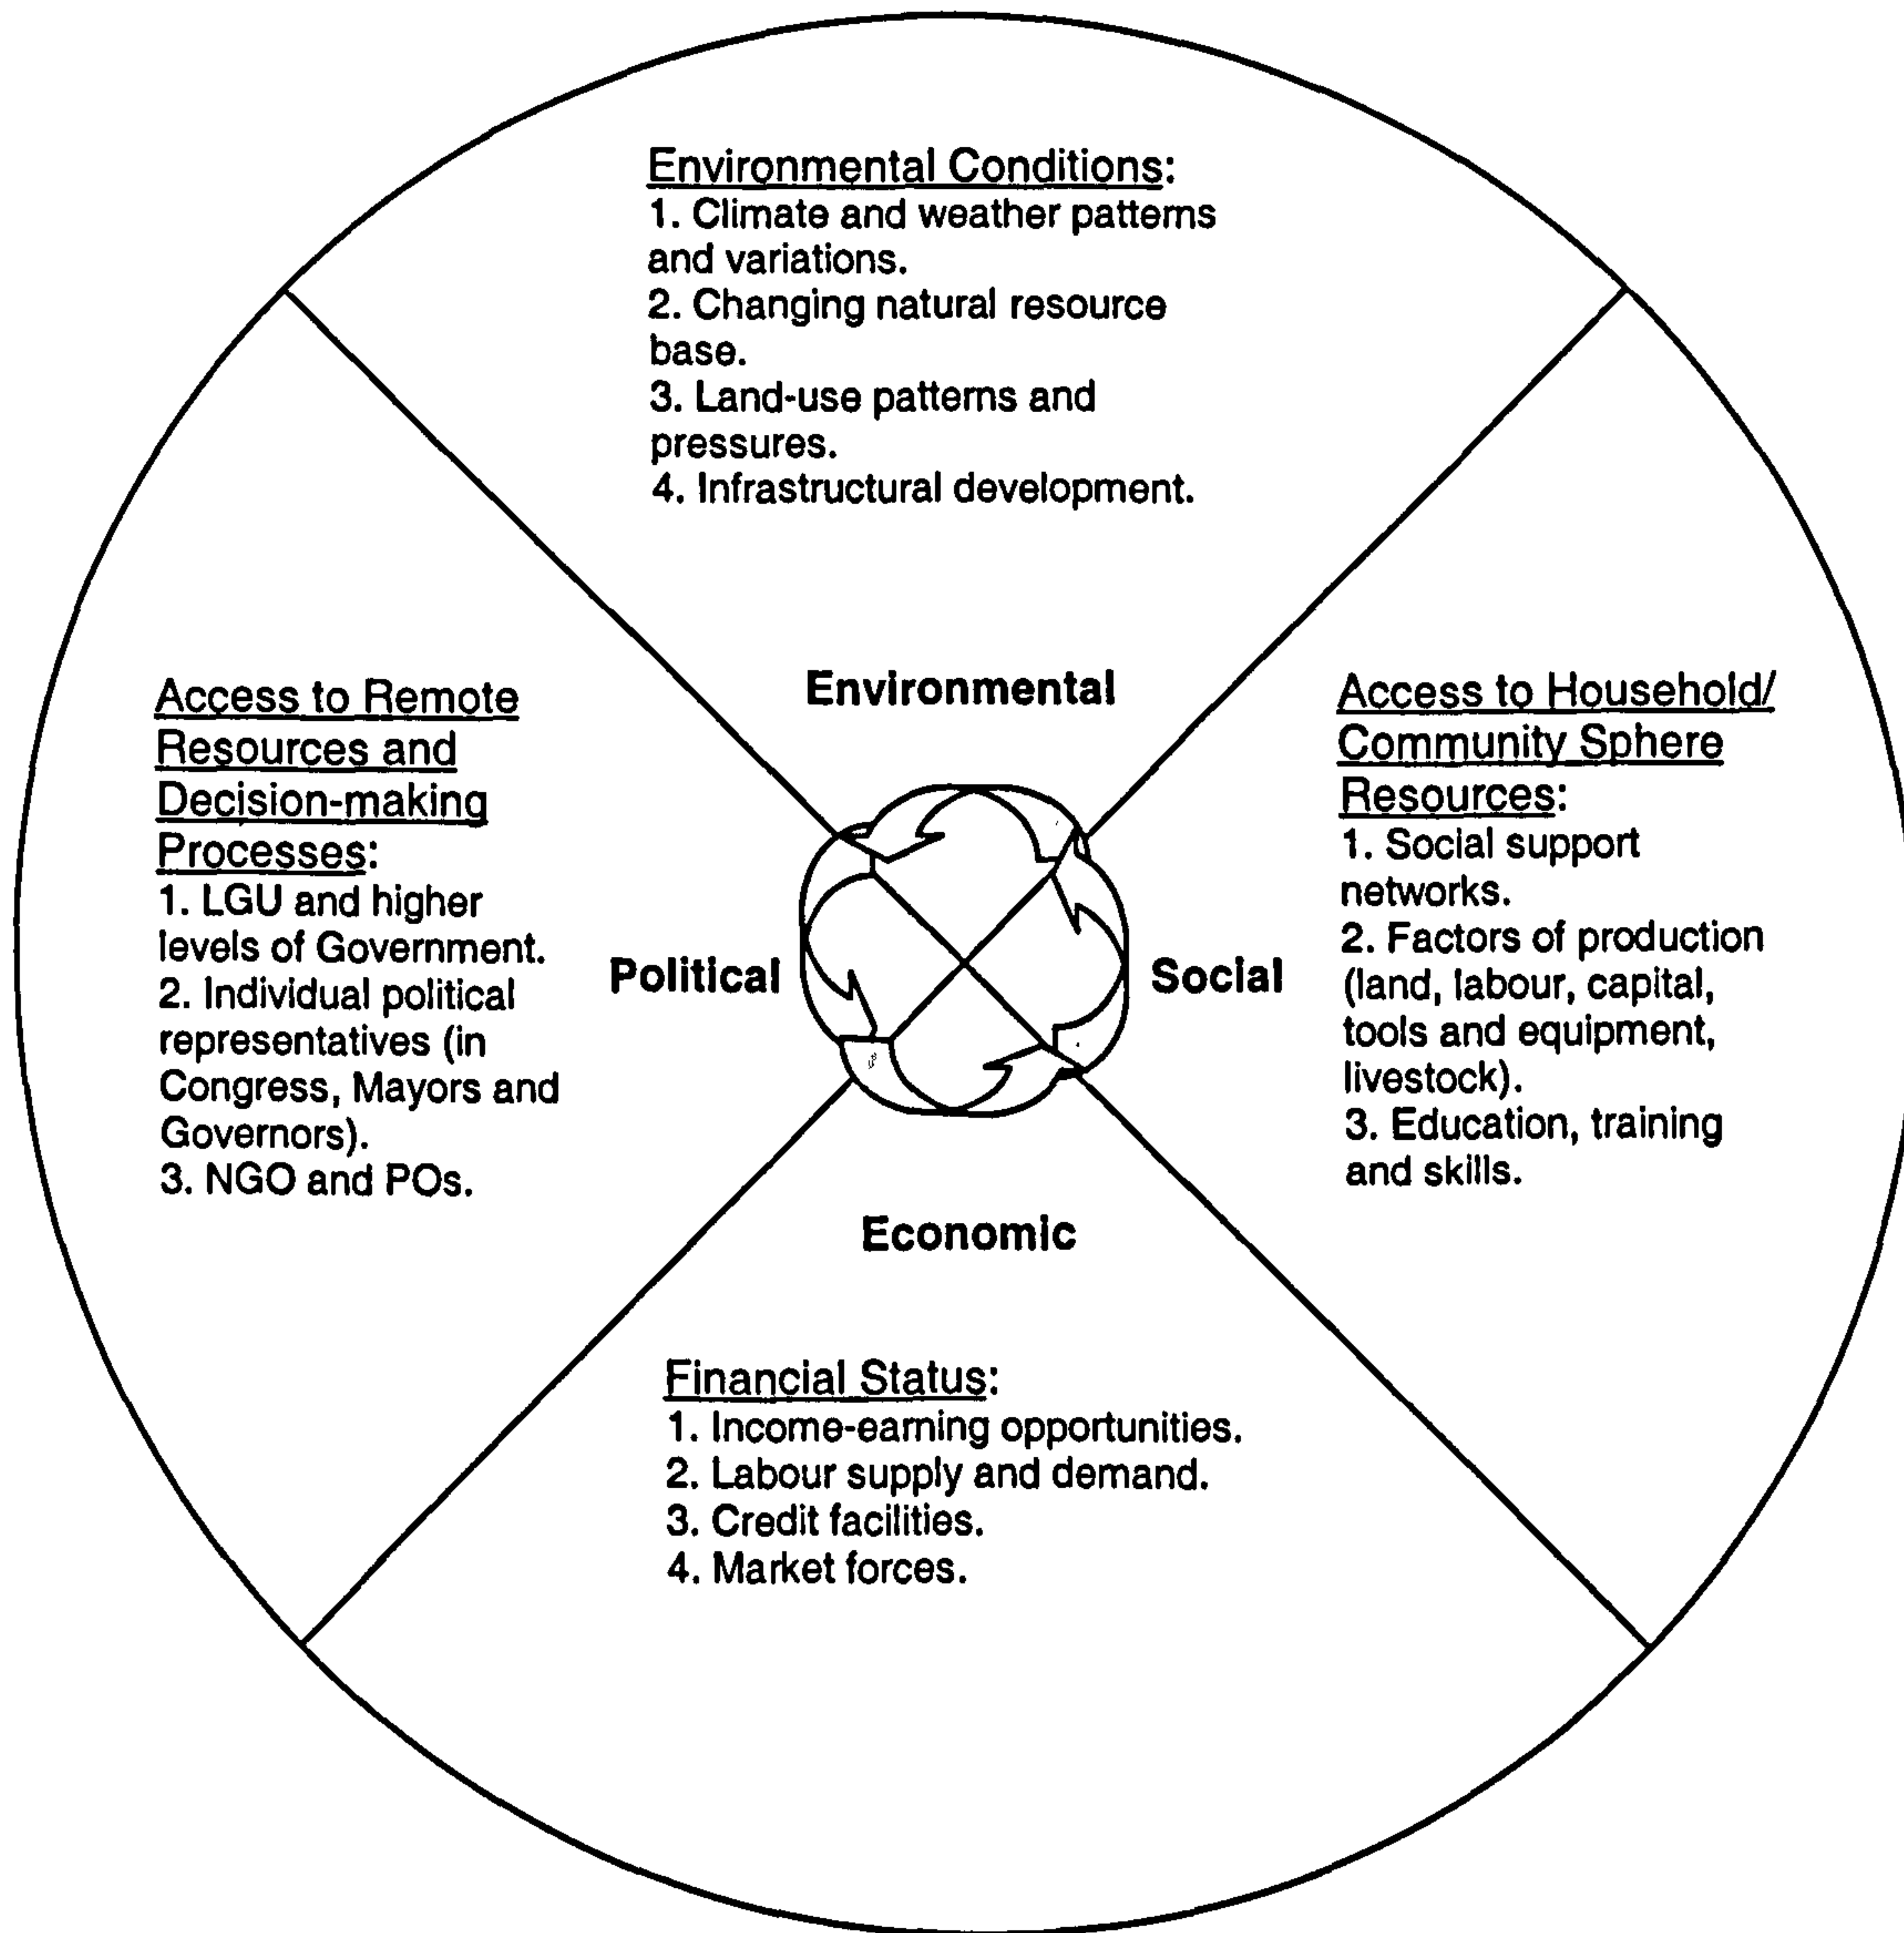 Environmental Conditions:
1. Climate and weather patterns
and variations.
2. Changing natural resource
base.
3. Land-use patterns and
pressures.
4. Infrastructural development.
Environmental
Access to Remote
Resources and
Decision-making
Processes:
1. LGU and higher
levels of Government.
2. Individual political
representatives (in
Congress, Mayors and
Governors).
3. NGO and POs.
Political
Social
Access to Household/
Community Sphere
Resources:
1. Social support
networks.
2. Factors of production
(land, labour, capital,
tools and equipment,
livestock).
3. Education, training
and skills.
Economic
Financial Status:
1. Income-earning opportunities.
2. Labour supply and demand.
3. Credit facilities.
4. Market forces.